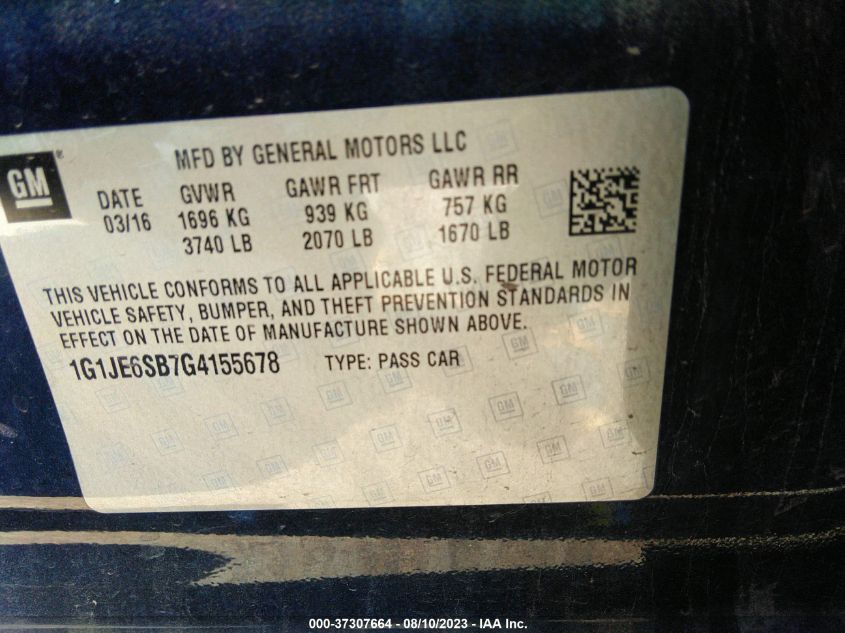 GM®
MFD BY GENERAL MOTORS LLC
DATE GVWR GAWR FRT GAWR RR
03/16 1696 KG 939 KG 757 KG
3740 LB 2070 LB 1670 LB
THIS VEHICLE CONFORMS TO ALL APPLICABLE U.S. FEDERAL MOTOR
VEHICLE SAFETY, BUMPER, AND THEFT PREVENTION STANDARDS IN
EFFECT ON THE DATE OF MANUFACTURE SHOWN ABOVE.
1G1JE6SB7G4155678 TYPE: PASS CAR
000-37307664 - 08/10/2023 - IAA Inc.